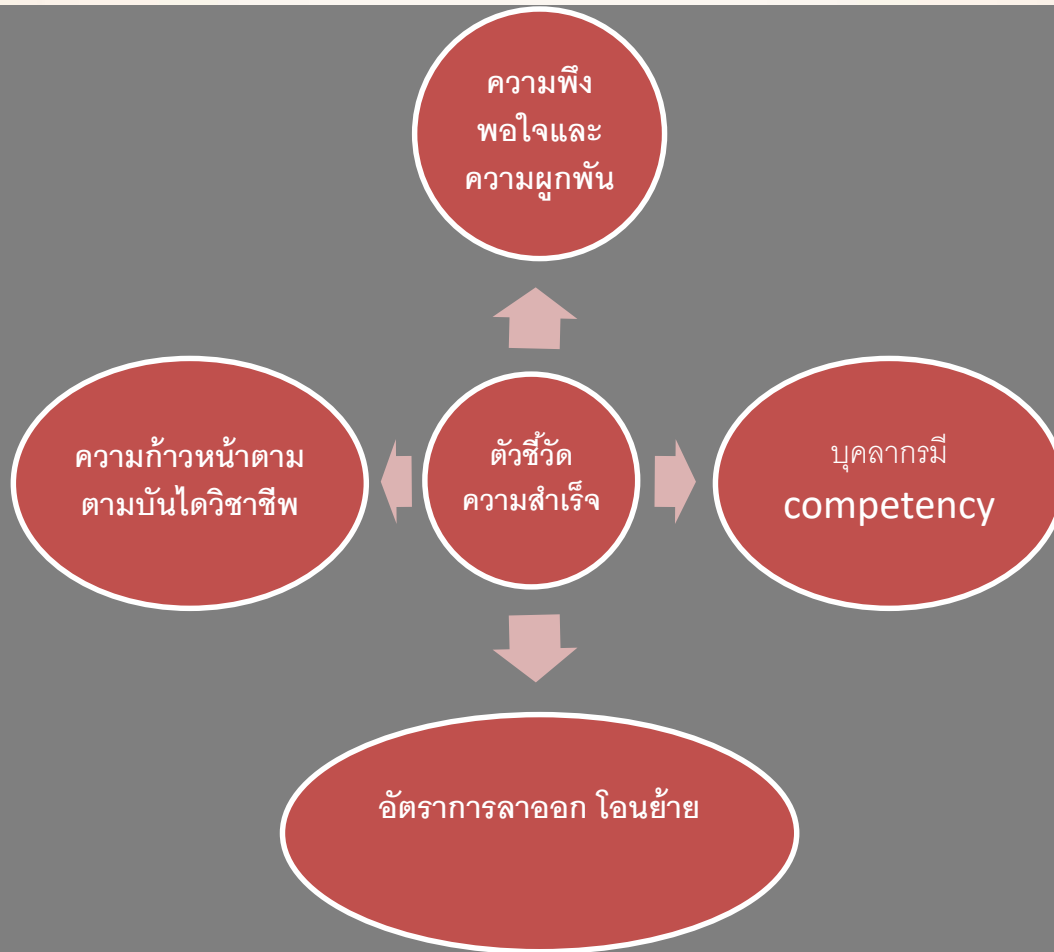 ความพึง
พอใจและ
ความผูกพัน
ความก้าวหน้าตาม
ตามบันไดวิชาชีพ
ตัวชี้วัด
ความสำเร็จ
บุคลากรมี
competency
อัตราการลาออก โอนย้าย